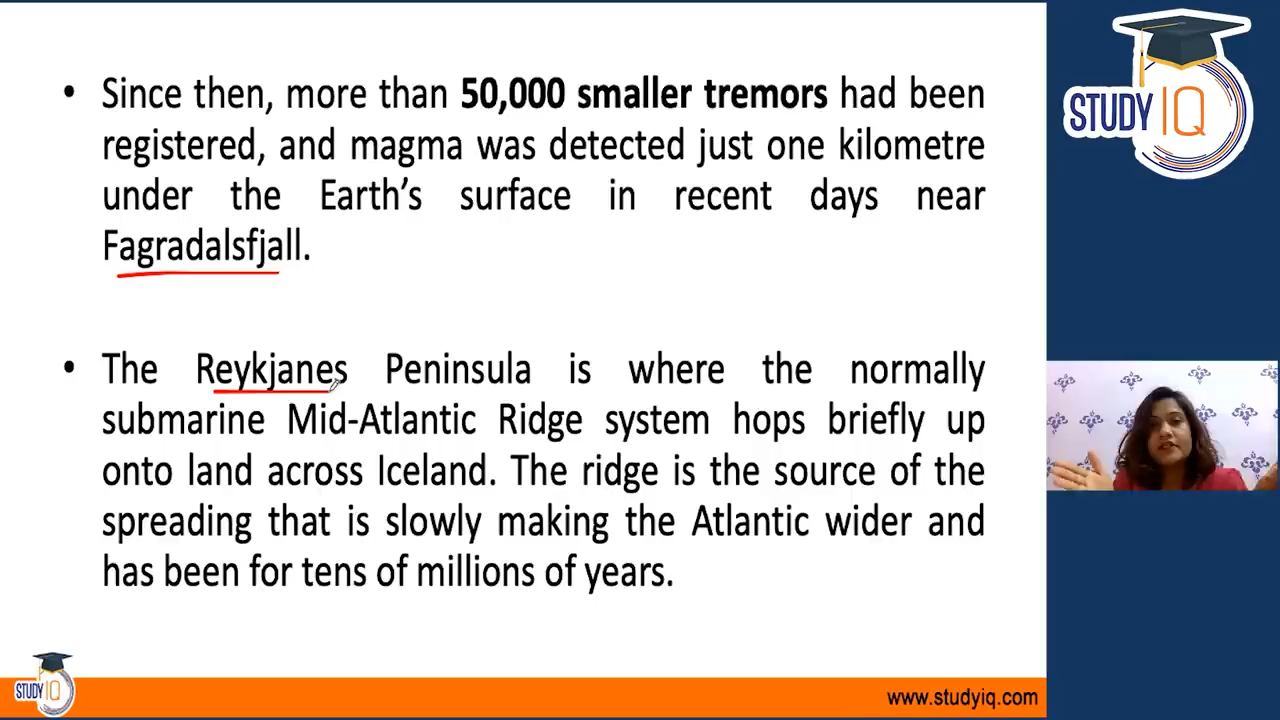 • Since then, more than 50,000 smaller tremors had been
registered, and magma was detected just one kilometre
under the Earth’s surface in recent days near
Fagradalsfjall.
• The Reykjanes Peninsula is where the normally
submarine Mid-Atlantic Ridge system hops briefly up
onto land across Iceland. The ridge is the source of the
spreading that is slowly making the Atlantic wider and
has been for tens of millions of years.
STUDY IQ
STUDY IQ
www.studyiq.com